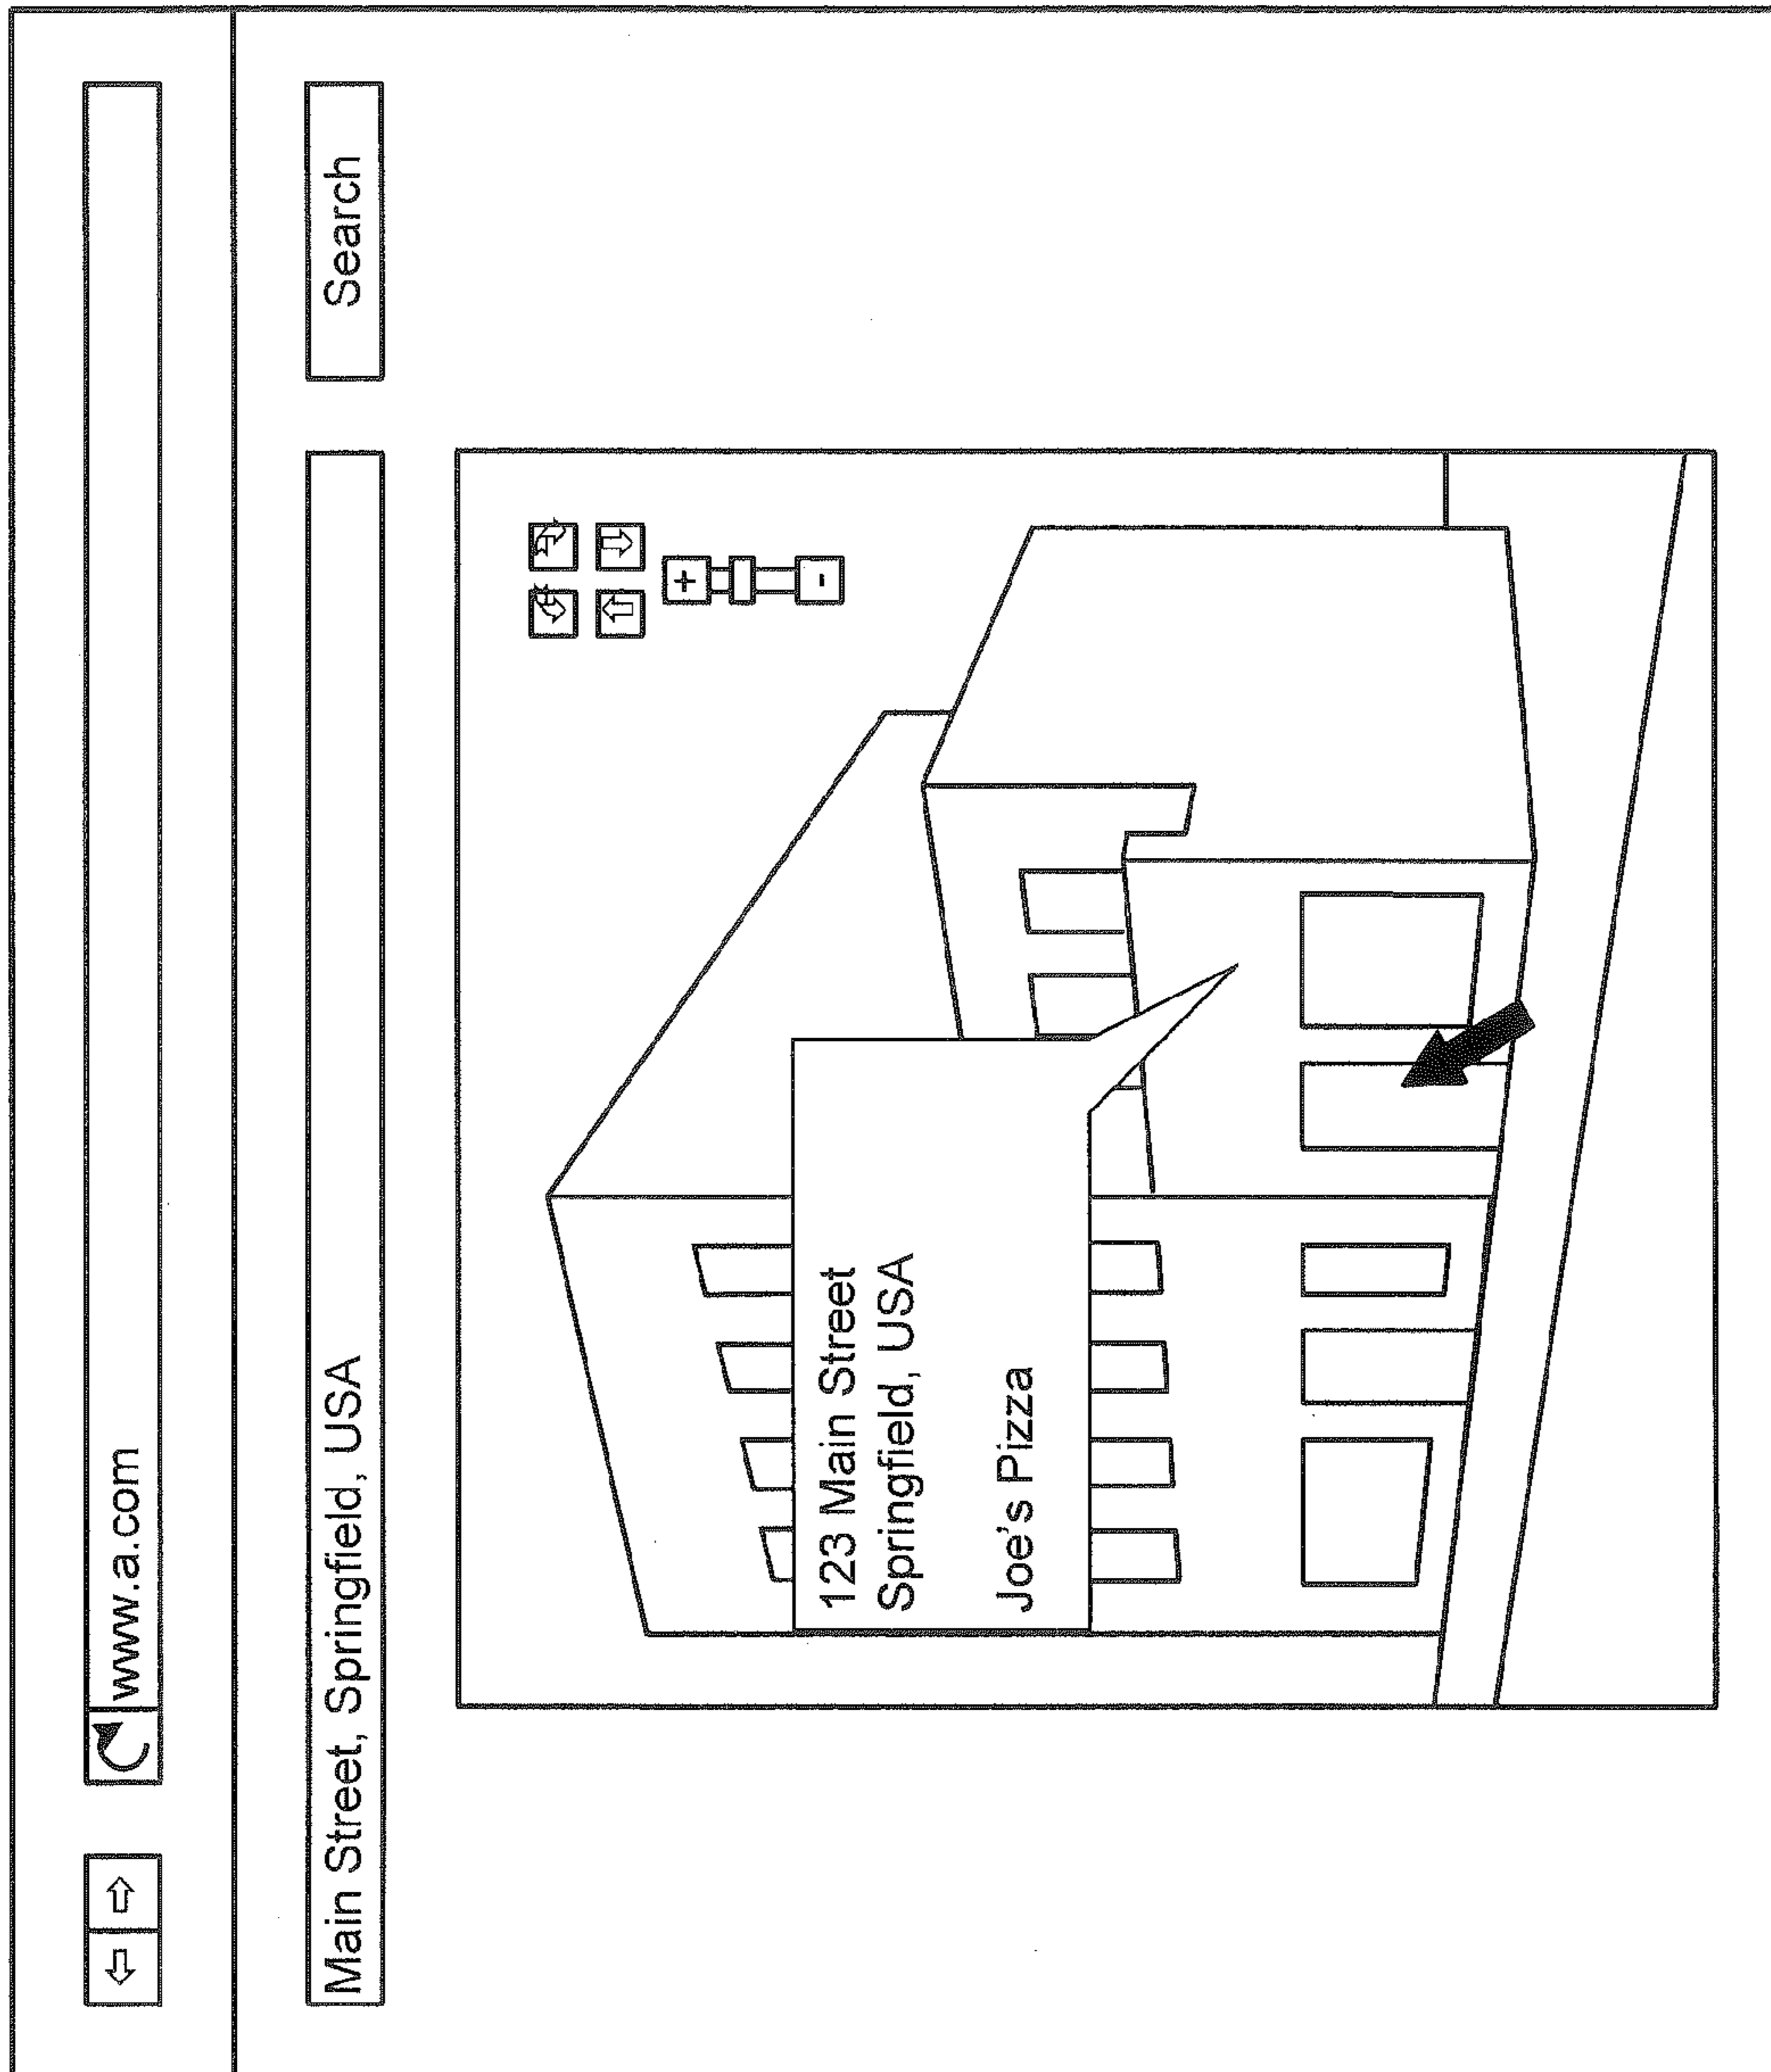 www.a.com
Main Street, Springfield, USA
Search
+
-
123 Main Street
Springfield, USA
Joe's Pizza